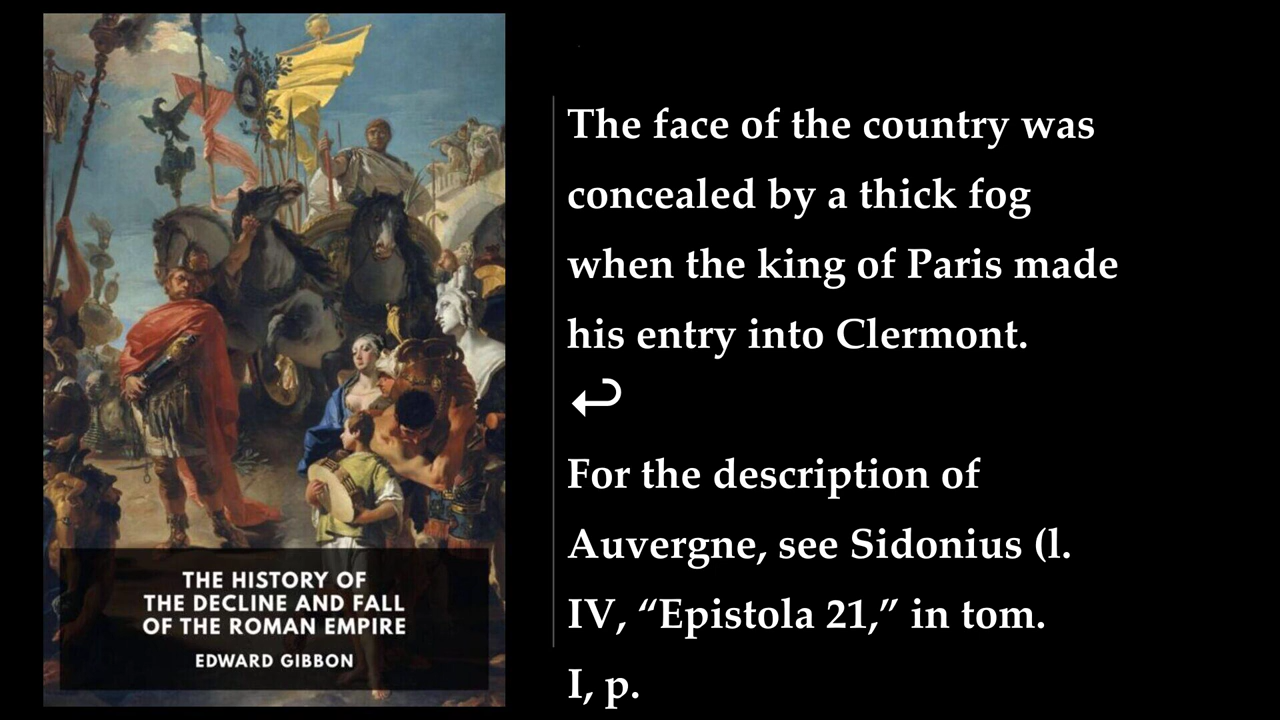 THE HISTORY OF
THE DECLINE AND FALL
OF THE ROMAN EMPIRE
EDWARD GIBBON
The face of the country was
concealed by a thick fog
when the king of Paris made
his entry into Clermont.
↩
For the description of
Auvergne, see Sidonius (l.
IV, “Epistola 21,” in tom.
I, p.